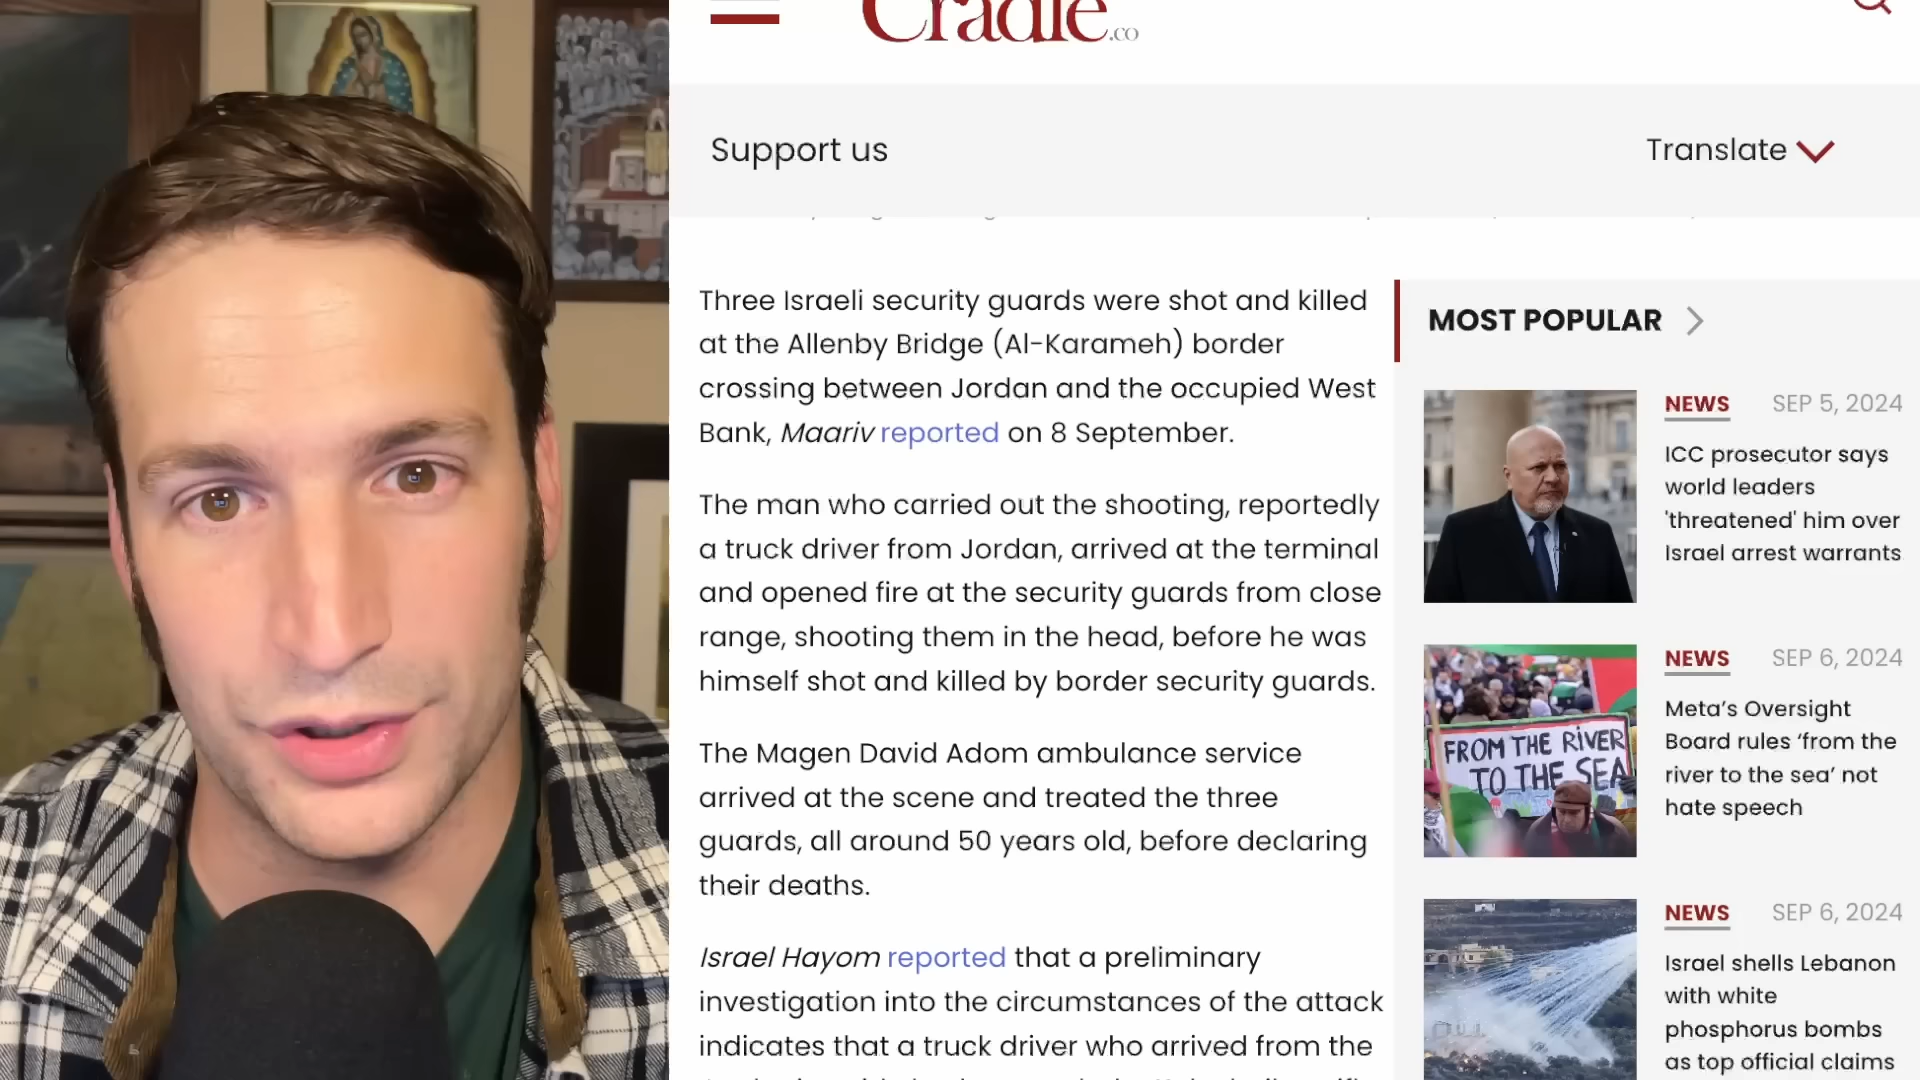 Cradle.co
Support us
Translate
Three Israeli security guards were shot and killed
at the Allenby Bridge (Al-Karameh) border
crossing between Jordan and the occupied West
Bank, Maariv reported on 8 September.
The man who carried out the shooting, reportedly
a truck driver from Jordan, arrived at the terminal
and opened fire at the security guards from close
range, shooting them in the head, before he was
himself shot and killed by border security guards.
The Magen David Adom ambulance service
arrived at the scene and treated the three
guards, all around 50 years old, before declaring
their deaths.
Israel Hayom reported that a preliminary
investigation into the circumstances of the attack
indicates that a truck driver who arrived from the
MOST POPULAR
NEWS SEP 5, 2024
ICC prosecutor says
world leaders
'threatened' him over
Israel arrest warrants
FROM THE RIVER
TO THE SEA
NEWS SEP 6, 2024
Meta’s Oversight
Board rules ‘from the
river to the sea’ not
hate speech
NEWS SEP 6, 2024
Israel shells Lebanon
with white
phosphorus bombs
as top official claims